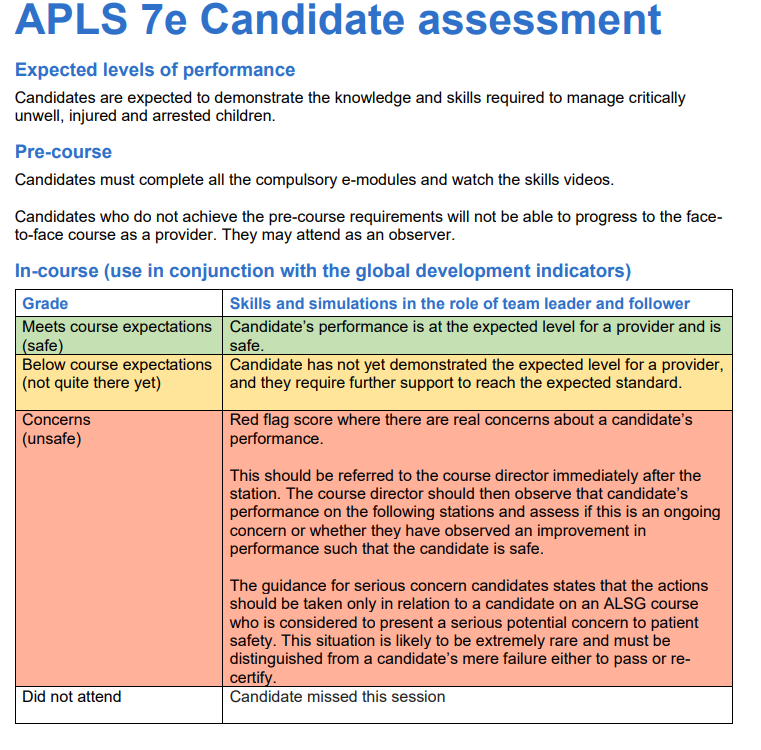 APLS 7e Candidate assessment
Expected levels of performance
Candidates are expected to demonstrate the knowledge and skills required to manage critically
unwell, injured and arrested children.
Pre-course
Candidates must complete all the compulsory e-modules and watch the skills videos.
Candidates who do not achieve the pre-course requirements will not be able to progress to the face-
to-face course as a provider. They may attend as an observer.
In-course (use in conjunction with the global development indicators)
Grade
Skills and simulations in the role of team leader and follower
Meets course expectations
(safe)
Candidate's performance is at the expected level for a provider and is
safe.
Below course expectations
(not quite there yet)
Candidate has not yet demonstrated the expected level for a provider,
and they require further support to reach the expected standard.
Concerns
(unsafe)
Red flag score where there are real concerns about a candidate's
performance.
This should be referred to the course director immediately after the
station. The course director should then observe that candidate's
performance on the following stations and assess if this is an ongoing
concern or whether they have observed an improvement in
performance such that the candidate is safe.
The guidance for serious concern candidates states that the actions
should be taken only in relation to a candidate on an ALSG course
who is considered to present a serious potential concern to patient
safety. This situation is likely to be extremely rare and must be
distinguished from a candidate's mere failure either to pass or re-
certify.
Did not attend
Candidate missed this session